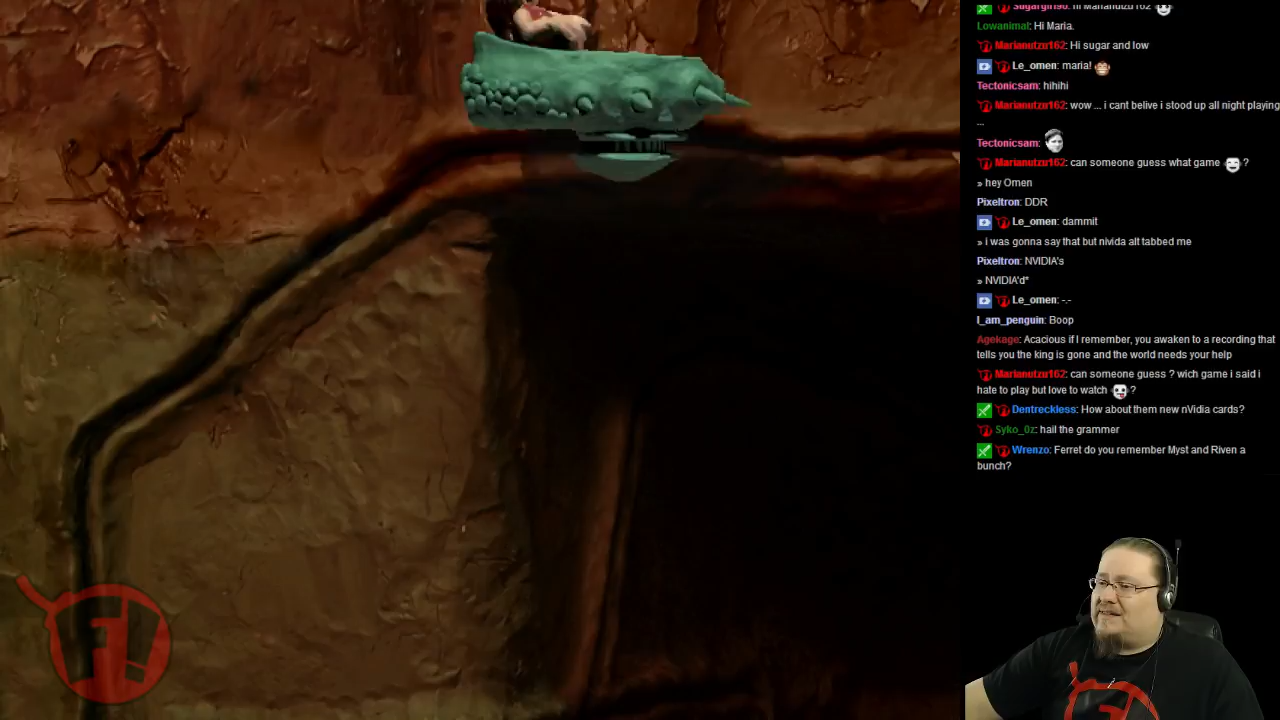 Sugargirl90: hi Marianutzu162
Lowanimal: Hi Maria.
Marianutzu162: Hi sugar and low
Le_omen: maria!
Tectonicsam: hihihi
Marianutzu162: wow ... i cant belive i stood up all night playing
...
Tectonicsam:
Marianutzu162: can someone guess what game ?
» hey Omen
Pixeltron: DDR
Le_omen: dammit
» i was gonna say that but nivida alt tabbed me
Pixeltron: NVIDIA's
» NVIDIA'd*
Le_omen: -.-
I_am_penguin: Boop
Agekage: Acacious if I remember, you awaken to a recording that
tells you the king is gone and the world needs your help
Marianutzu162: can someone guess ? wich game i said i
hate to play but love to watch ?
Dentreckless: How about them new nVidia cards?
Syko_0z: hail the grammer
Wrenzo: Ferret do you remember Myst and Riven a
bunch?
F!